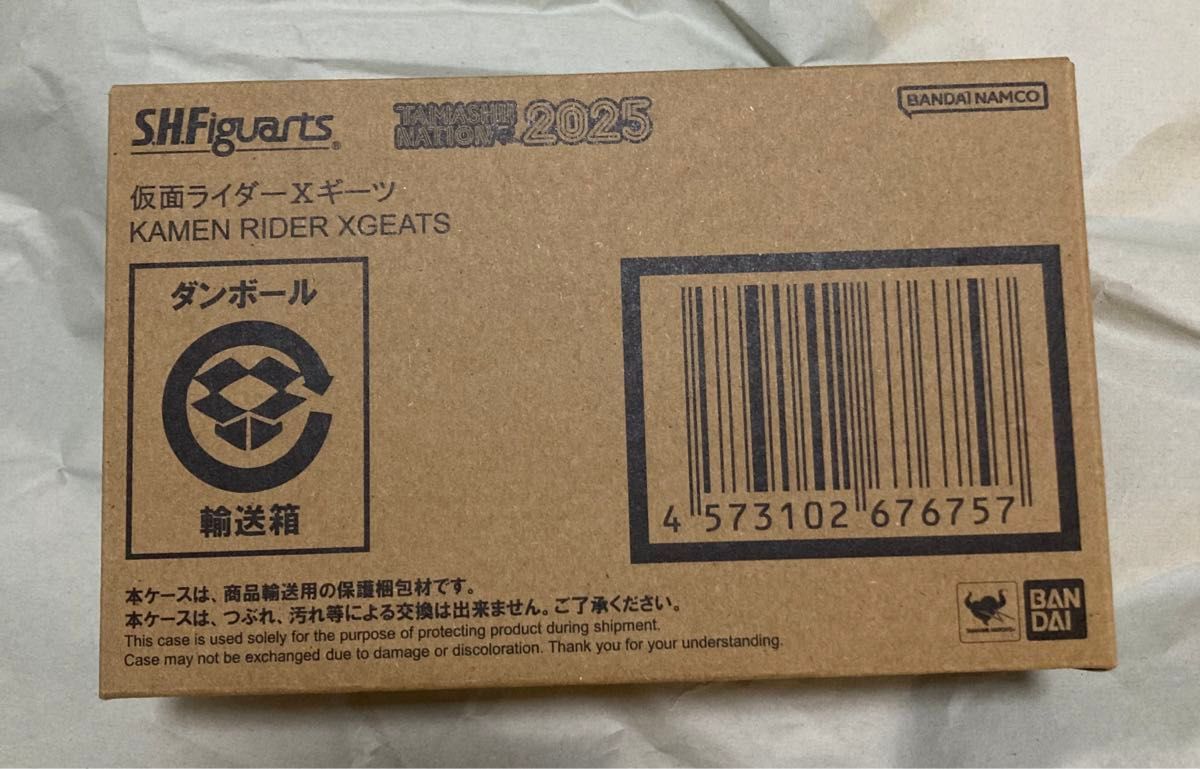 S.H.Figuarts®
TAMASHII NATION 2025
BANDAI NAMCO
仮面ライダーXギーツ
KAMEN RIDER XGEATS
ダンボール
輸送箱
4 573102 676757
本ケースは、商品輸送用の保護梱包材です。
本ケースは、つぶれ、汚れ等による交換は出来ません。ご了承ください。
This case is used solely for the purpose of protecting product during shipment.
Case may not be exchanged due to damage or discoloration. Thank you for your understanding.
TAMASHII NATIONS
BAN
DAI